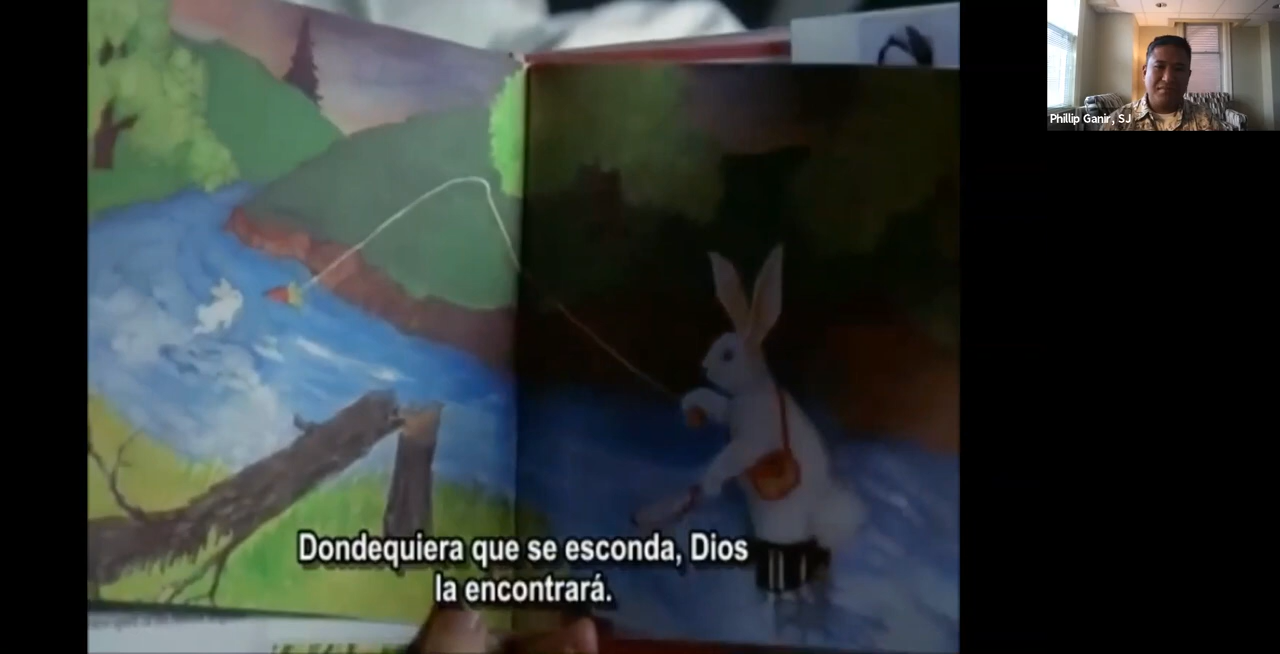 Phillip Ganir, SJ
Dondequiera que se esconda, Dios
la encontrará.